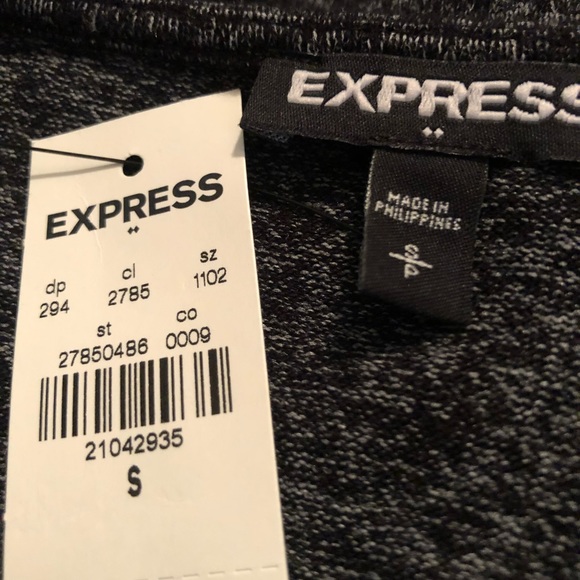 EXPRESS
dp cl sz
294 2785 1102
st co
27850486 0009
21042935
S
EXPRESS
MADE IN
PHILIPPINES
S/P